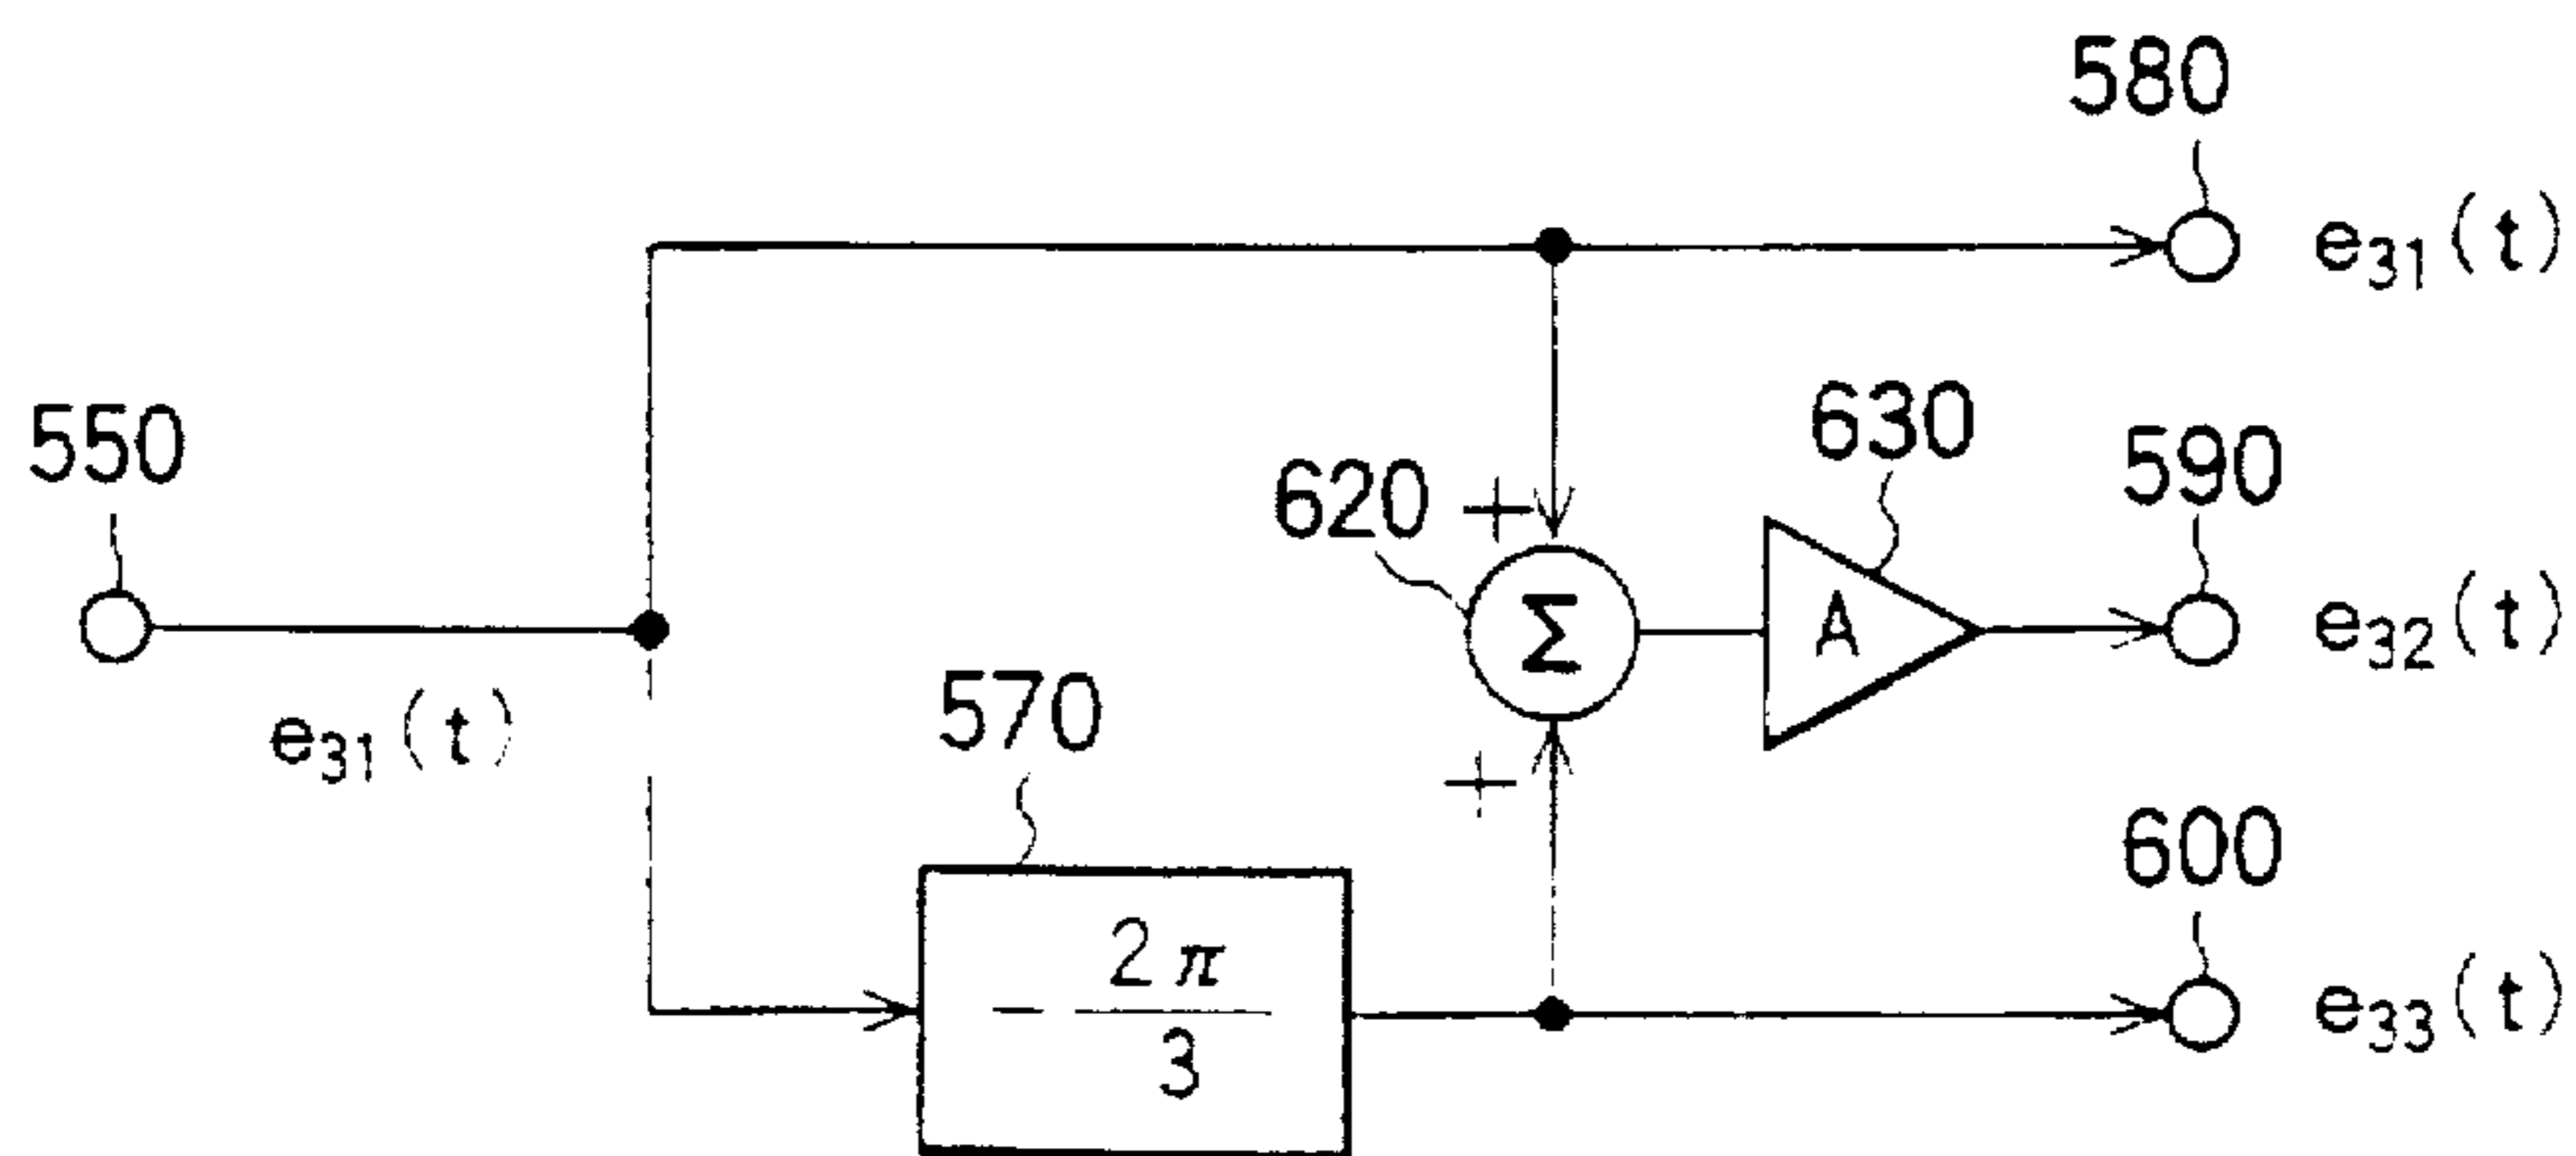 580
e31(t)
550
620
+
630
A
590
Σ
e32(t)
e31(t)
570
+
600
- 2π
3
e33(t)